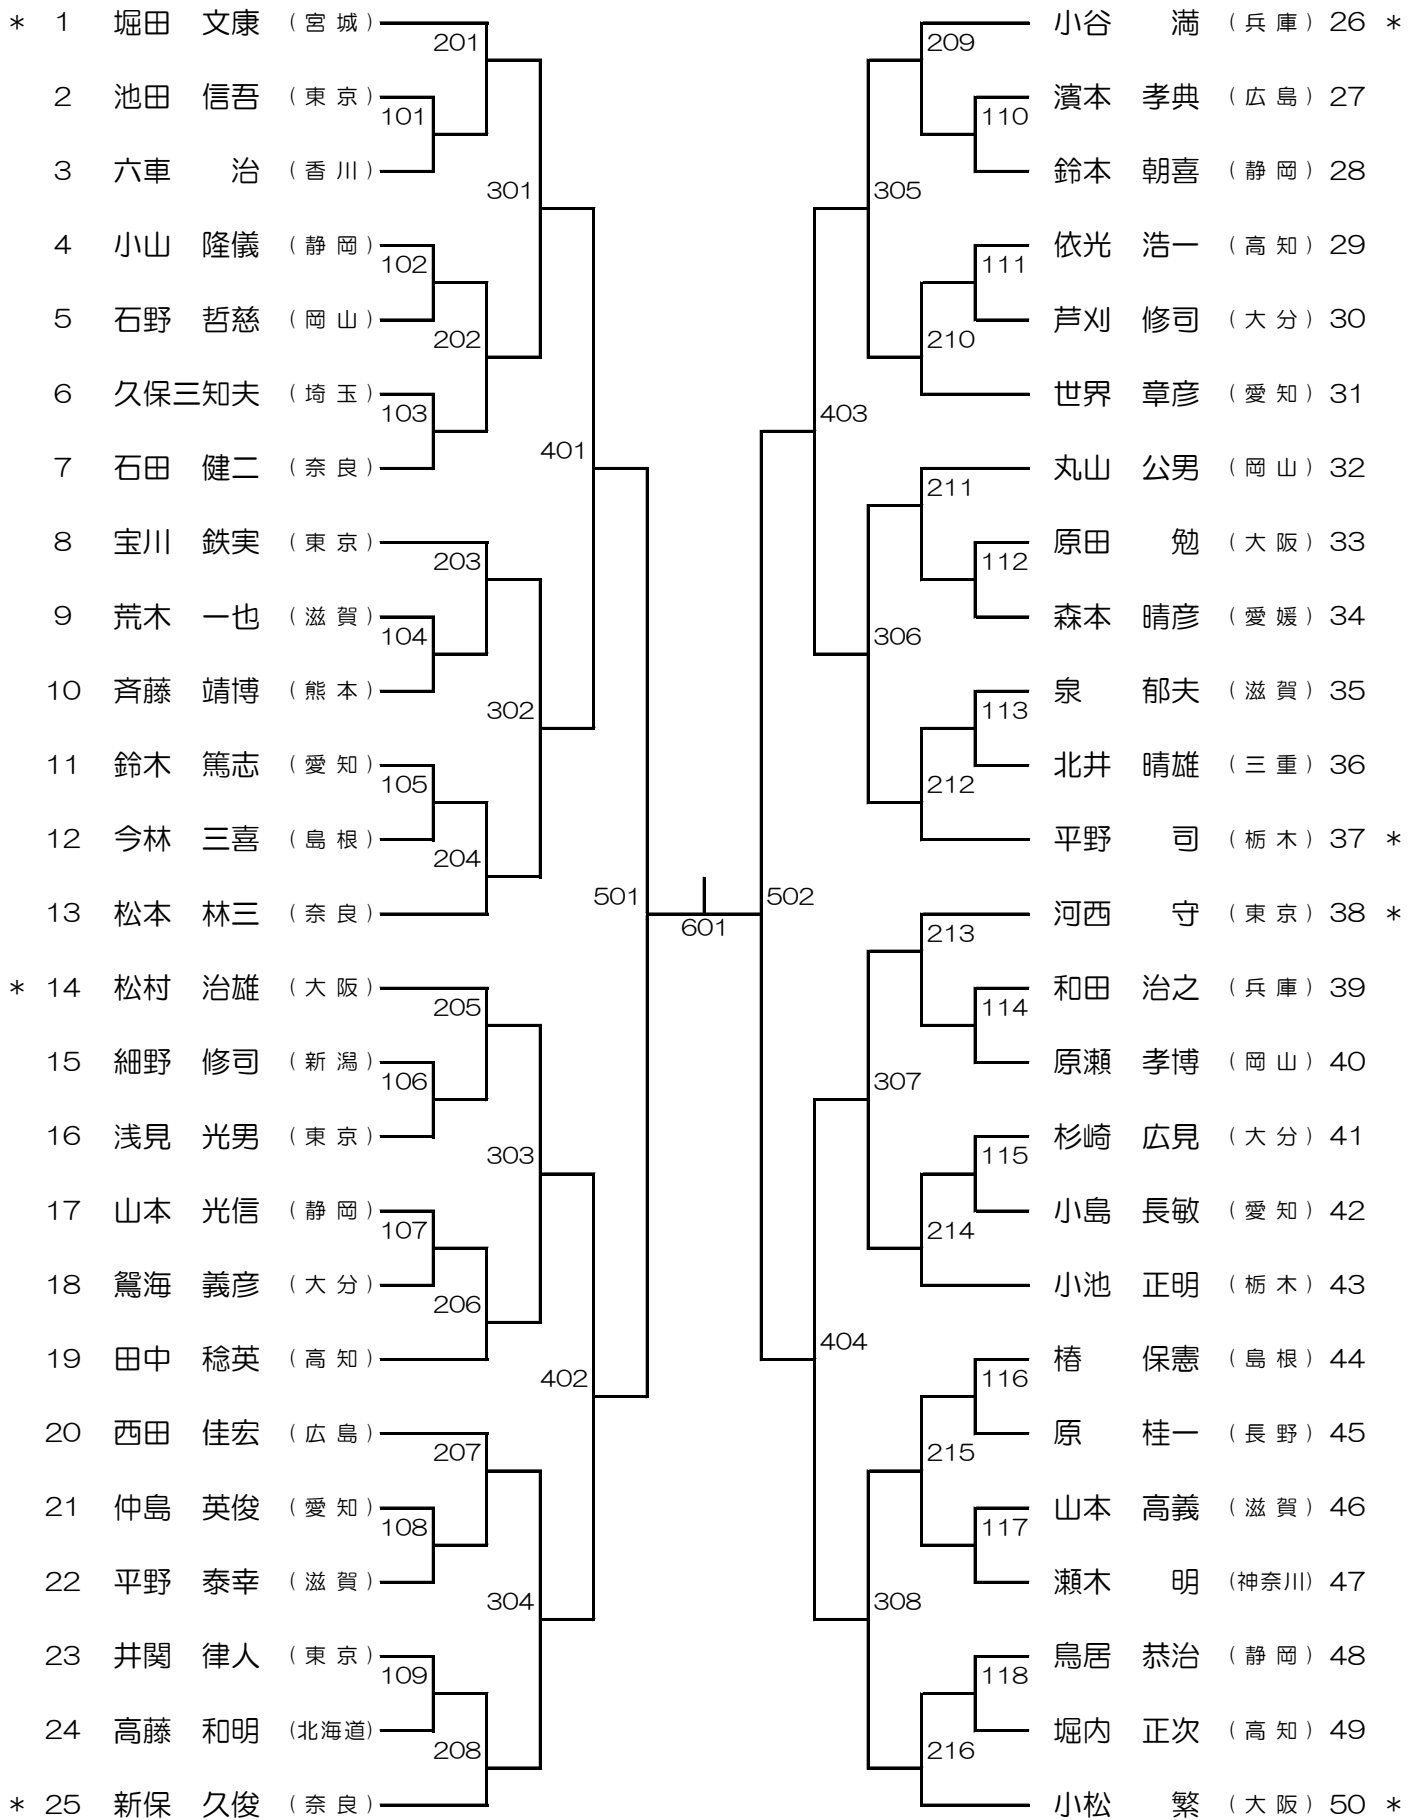 * 1 堀田 文康 (宮城) 小谷 満 (兵庫) 26 *
201 209
2 池田 信吾 (東京) 濱本 孝典 (広島) 27
101 110
3 六車 治 (香川) 鈴本 朝喜 (静岡) 28
301 305
4 小山 隆儀 (静岡) 依光 浩一 (高知) 29
102 111
5 石野 哲慈 (岡山) 芦刈 修司 (大分) 30
202 210
6 久保三知夫 (埼玉) 世界 章彦 (愛知) 31
103 403
401
7 石田 健二 (奈良) 丸山 公男 (岡山) 32
211
8 宝川 鉄実 (東京) 原田 勉 (大阪) 33
203 112
9 荒木 一也 (滋賀) 森本 晴彦 (愛媛) 34
104 306
10 斉藤 靖博 (熊本) 泉 郁夫 (滋賀) 35
302 113
11 鈴木 篤志 (愛知) 北井 晴雄 (三重) 36
105 212
12 今林 三喜 (島根) 平野 司 (栃木) 37 *
204
501 502
13 松本 林三 (奈良) 河西 守 (東京) 38 *
601 213
* 14 松村 治雄 (大阪) 和田 治之 (兵庫) 39
205 114
15 細野 修司 (新潟) 原瀬 孝博 (岡山) 40
106 307
16 浅見 光男 (東京) 杉崎 広見 (大分) 41
303 115
17 山本 光信 (静岡) 小島 長敏 (愛知) 42
107 214
18 鴛海 義彦 (大分) 小池 正明 (栃木) 43
206
404
19 田中 稔英 (高知) 椿 保憲 (島根) 44
402 116
20 西田 佳宏 (広島) 原 桂一 (長野) 45
207 215
21 仲島 英俊 (愛知) 山本 高義 (滋賀) 46
108 117
22 平野 泰幸 (滋賀) 瀬木 明 (神奈川) 47
304 308
23 井関 律人 (東京) 鳥居 恭治 (静岡) 48
109 118
24 高藤 和明 (北海道) 堀内 正次 (高知) 49
208 216
* 25 新保 久俊 (奈良) 小松 繁 (大阪) 50 *